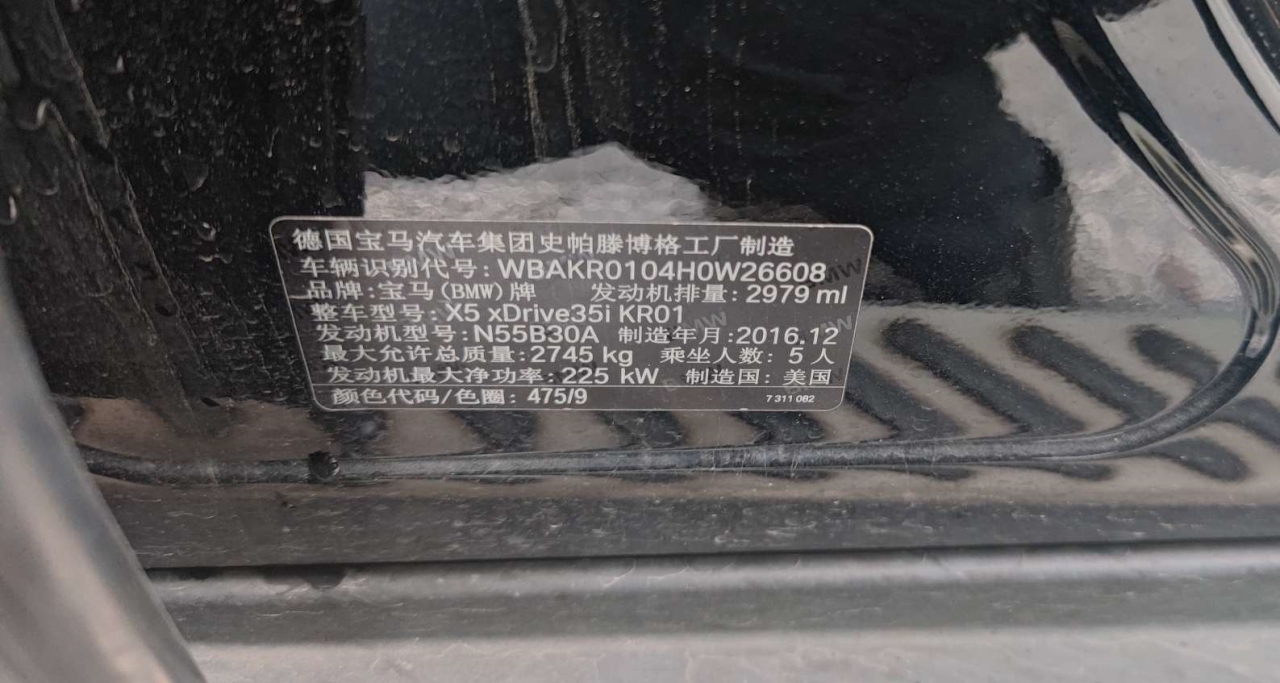 德国宝马汽车集团史帕滕博格工厂制造
车辆识别代号：WBAKR0104H0W26608
品牌：宝马(BMW)牌 发动机排量：2979 ml
整车型号：X5 xDrive35i KR01
发动机型号：N55B30A 制造年月：2016.12
最大允许总质量：2745 kg 乘坐人数：5 人
发动机最大净功率：225 kW 制造国：美国
颜色代码/色圈：475/9 7 311 082